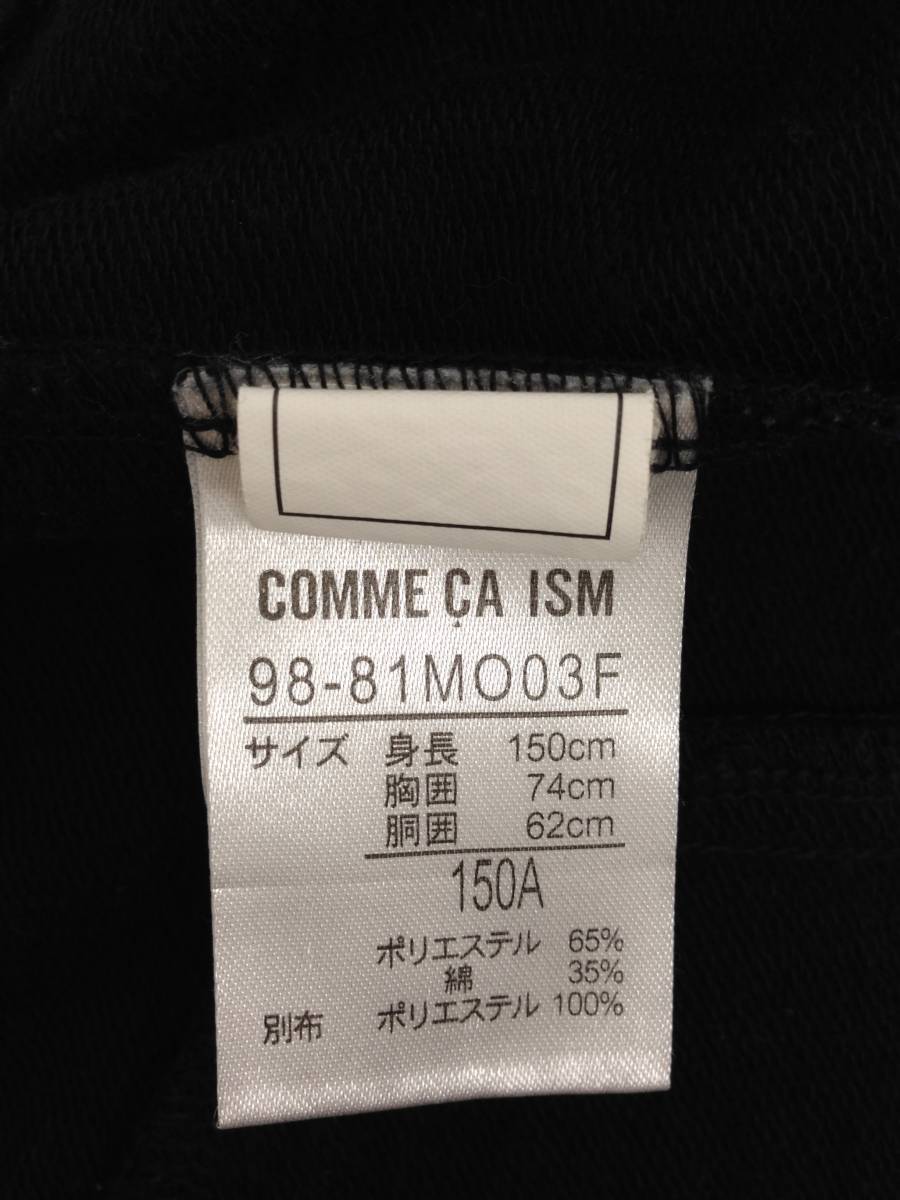 COMME ÇA ISM
98-81MO03F
サイズ 身長 150cm
胸囲 74cm
胴囲 62cm
150A
ポリエステル 65%
綿 35%
別布 ポリエステル 100%